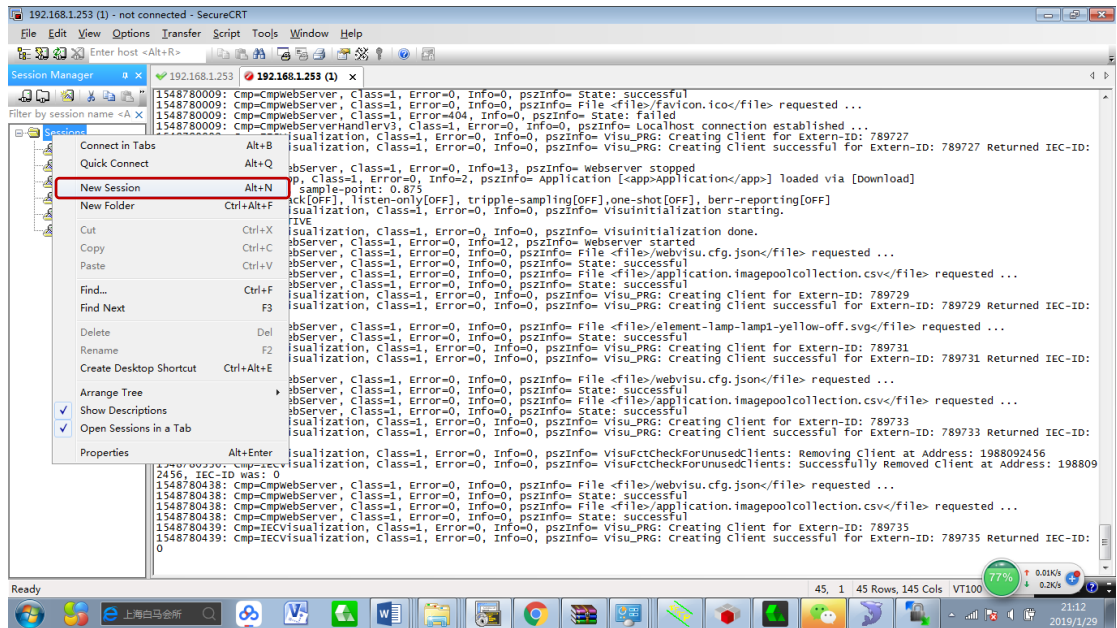 192.168.1.253 (1) - not connected - SecureCRT
File Edit View Options Transfer Script Tools Window Help
Enter host <Alt+R>
Session Manager
192.168.1.253 192.168.1.253 (1)
Filter by session name <A
Sessions
Connect in Tabs Alt+B
Quick Connect Alt+Q
New Session Alt+N
New Folder Ctrl+Alt+F
Cut Ctrl+X
Copy Ctrl+C
Paste Ctrl+V
Find... Ctrl+F
Find Next F3
Delete Del
Rename F2
Create Desktop Shortcut Ctrl+Alt+E
Arrange Tree
Show Descriptions
Open Sessions in a Tab
Properties Alt+Enter
1548780009: Cmp=CmpWebServer, Class=1, Error=0, Info=0, pszInfo= State: successful
1548780009: Cmp=CmpWebServer, Class=1, Error=0, Info=0, pszInfo= File <file>/favicon.ico</file> requested ...
1548780009: Cmp=CmpWebServer, Class=1, Error=404, Info=0, pszInfo= State: failed
1548780009: Cmp=CmpWebServerHandlerV3, Class=1, Error=0, Info=0, pszInfo= Localhost connection established ...
isualization, Class=1, Error=0, Info=0, pszInfo= Visu_PRG: Creating Client for Extern-ID: 789727
isualization, Class=1, Error=0, Info=0, pszInfo= Visu_PRG: Creating Client successful for Extern-ID: 789727 Returned IEC-ID:
ebServer, Class=1, Error=0, Info=13, pszInfo= Webserver stopped
pp, Class=1, Error=0, Info=2, pszInfo= Application [<app>Application</app>] loaded via [Download]
sample-point: 0.875
ack[OFF], listen-only[OFF], tripple-sampling[OFF],one-shot[OFF], berr-reporting[OFF]
isualization, Class=1, Error=0, Info=0, pszInfo= Visuinitialization starting.
TIVE
isualization, Class=1, Error=0, Info=0, pszInfo= Visuinitialization done.
ebServer, Class=1, Error=0, Info=12, pszInfo= Webserver started
ebServer, Class=1, Error=0, Info=0, pszInfo= File <file>/webvisu.cfg.json</file> requested ...
ebServer, Class=1, Error=0, Info=0, pszInfo= State: successful
ebServer, Class=1, Error=0, Info=0, pszInfo= File <file>/application.imagepoolcollection.csv</file> requested ...
ebServer, Class=1, Error=0, Info=0, pszInfo= State: successful
isualization, Class=1, Error=0, Info=0, pszInfo= Visu_PRG: Creating Client for Extern-ID: 789729
isualization, Class=1, Error=0, Info=0, pszInfo= Visu_PRG: Creating Client successful for Extern-ID: 789729 Returned IEC-ID:
ebServer, Class=1, Error=0, Info=0, pszInfo= File <file>/element-lamp-lamp1-yellow-off.svg</file> requested ...
ebServer, Class=1, Error=0, Info=0, pszInfo= State: successful
isualization, Class=1, Error=0, Info=0, pszInfo= Visu_PRG: Creating Client for Extern-ID: 789731
isualization, Class=1, Error=0, Info=0, pszInfo= Visu_PRG: Creating Client successful for Extern-ID: 789731 Returned IEC-ID:
ebServer, Class=1, Error=0, Info=0, pszInfo= File <file>/webvisu.cfg.json</file> requested ...
ebServer, Class=1, Error=0, Info=0, pszInfo= State: successful
ebServer, Class=1, Error=0, Info=0, pszInfo= File <file>/application.imagepoolcollection.csv</file> requested ...
ebServer, Class=1, Error=0, Info=0, pszInfo= State: successful
isualization, Class=1, Error=0, Info=0, pszInfo= Visu_PRG: Creating Client for Extern-ID: 789733
isualization, Class=1, Error=0, Info=0, pszInfo= Visu_PRG: Creating Client successful for Extern-ID: 789733 Returned IEC-ID:
isualization, Class=1, Error=0, Info=0, pszInfo= VisuFctCheckForUnusedClients: Removing Client at Address: 1988092456
Cmp=IECVisualization, Class=1, Error=0, Info=0, pszInfo= VisuFctCheckForUnusedClients: Successfully Removed Client at Address: 198809
2456, IEC-ID was: 0
1548780438: Cmp=CmpWebServer, Class=1, Error=0, Info=0, pszInfo= File <file>/webvisu.cfg.json</file> requested ...
1548780438: Cmp=CmpWebServer, Class=1, Error=0, Info=0, pszInfo= State: successful
1548780438: Cmp=CmpWebServer, Class=1, Error=0, Info=0, pszInfo= File <file>/application.imagepoolcollection.csv</file> requested ...
1548780438: Cmp=CmpWebServer, Class=1, Error=0, Info=0, pszInfo= State: successful
1548780439: Cmp=IECVisualization, Class=1, Error=0, Info=0, pszInfo= Visu_PRG: Creating Client for Extern-ID: 789735
1548780439: Cmp=IECVisualization, Class=1, Error=0, Info=0, pszInfo= Visu_PRG: Creating Client successful for Extern-ID: 789735 Returned IEC-ID:
0
Ready 45, 1 45 Rows, 145 Cols VT100
77% 0.01K/s
0.2K/s
上海白马会所
21:12
2019/1/29